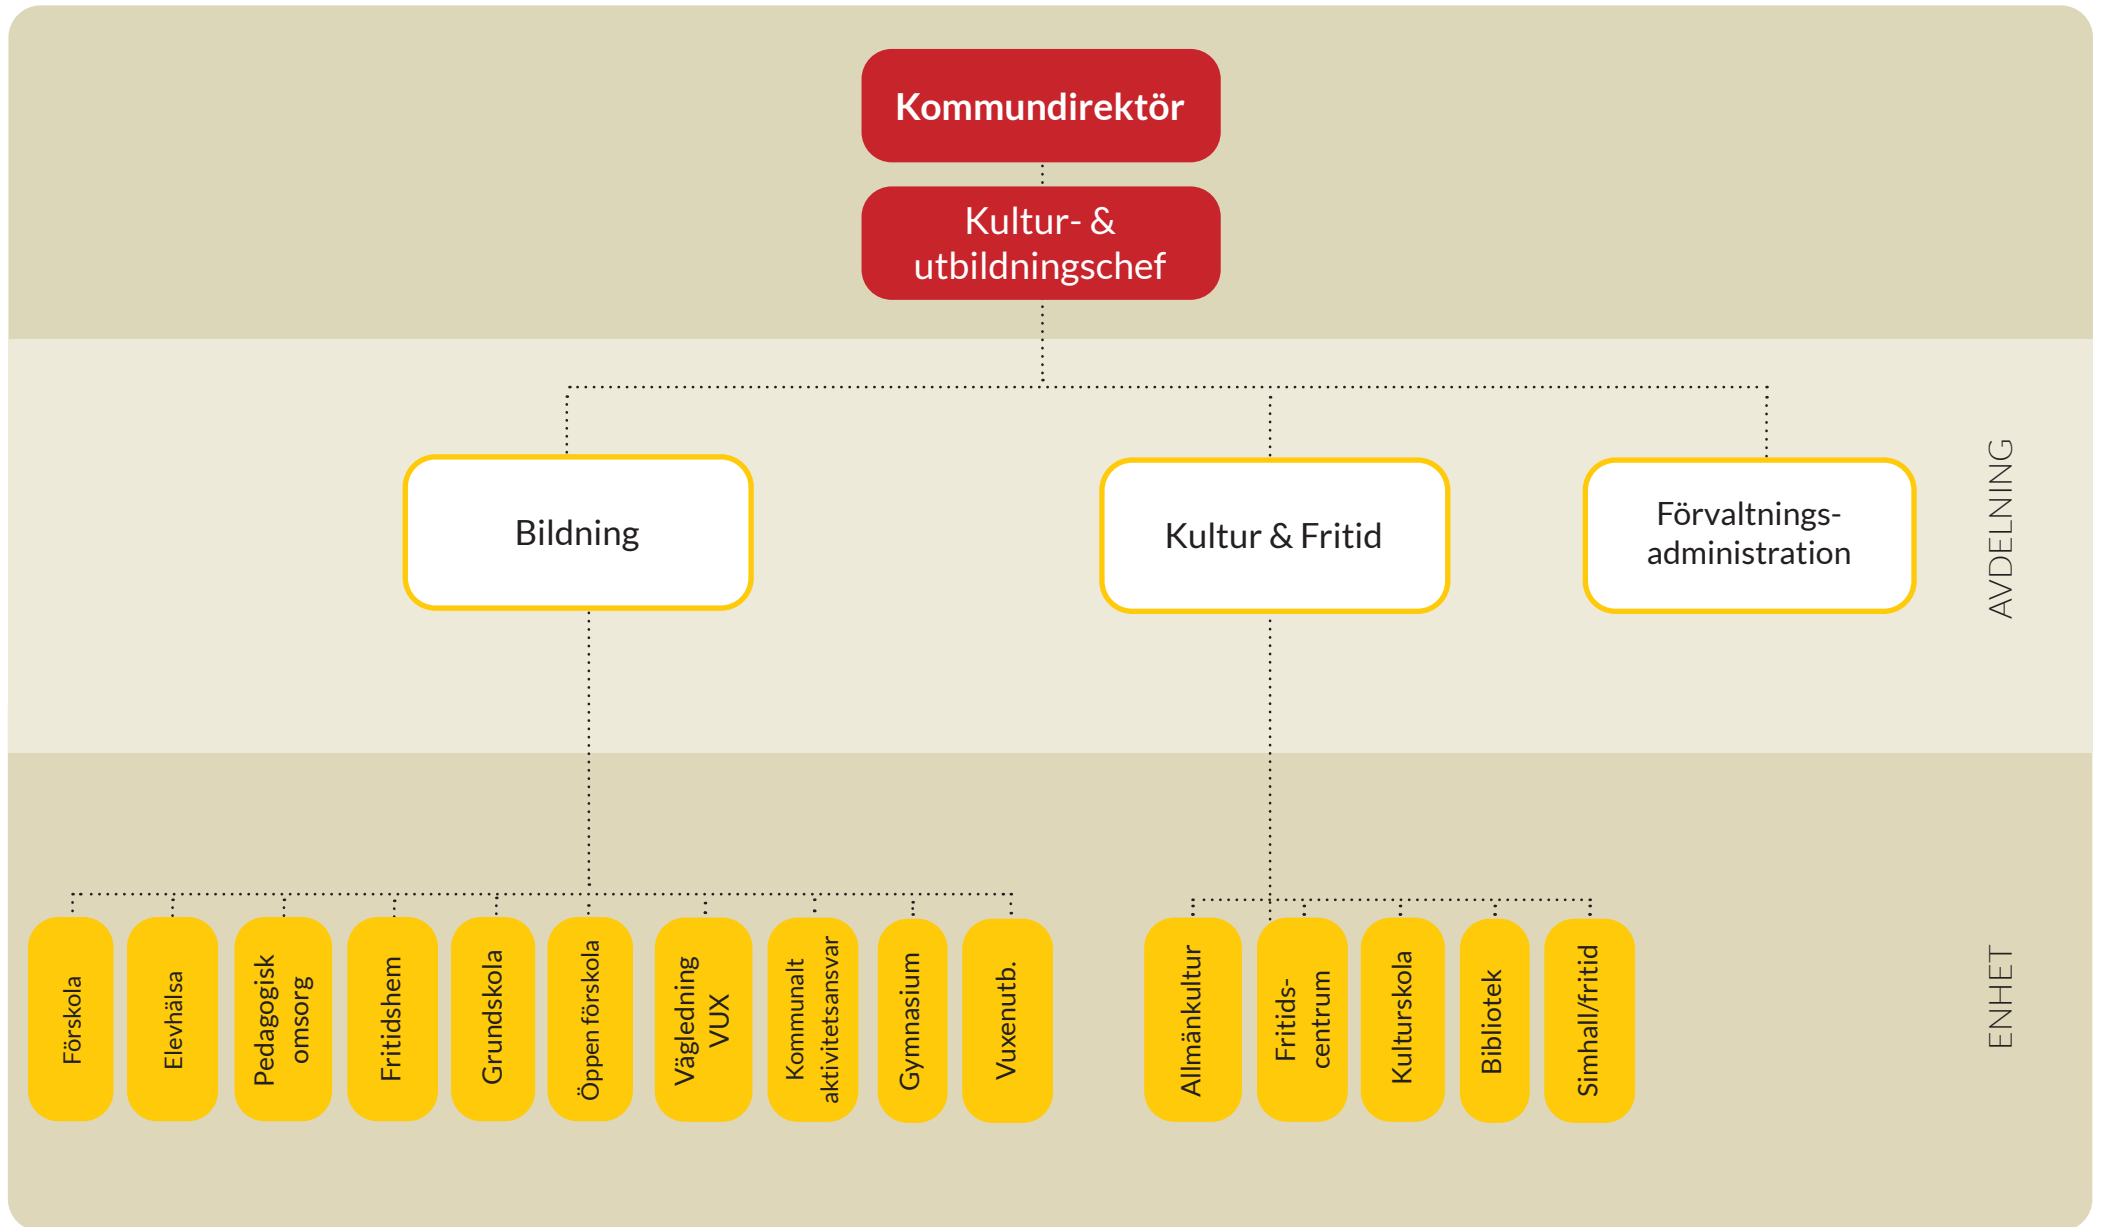 Kommundirektör
Kultur- &
utbildningschef
Bildning
Kultur & Fritid
Förvaltnings-
administration
AVDELNING
Förskola
Elevhälsa
Pedagogisk
omsorg
Fritidshem
Grundskola
Öppen förskola
Vägledning
VUX
Kommunalt
aktivitetsansvar
Gymnasium
Vuxenutb.
Allmänkultur
Fritids-
centrum
Kulturskola
Bibliotek
Simhall/fritid
ENHET